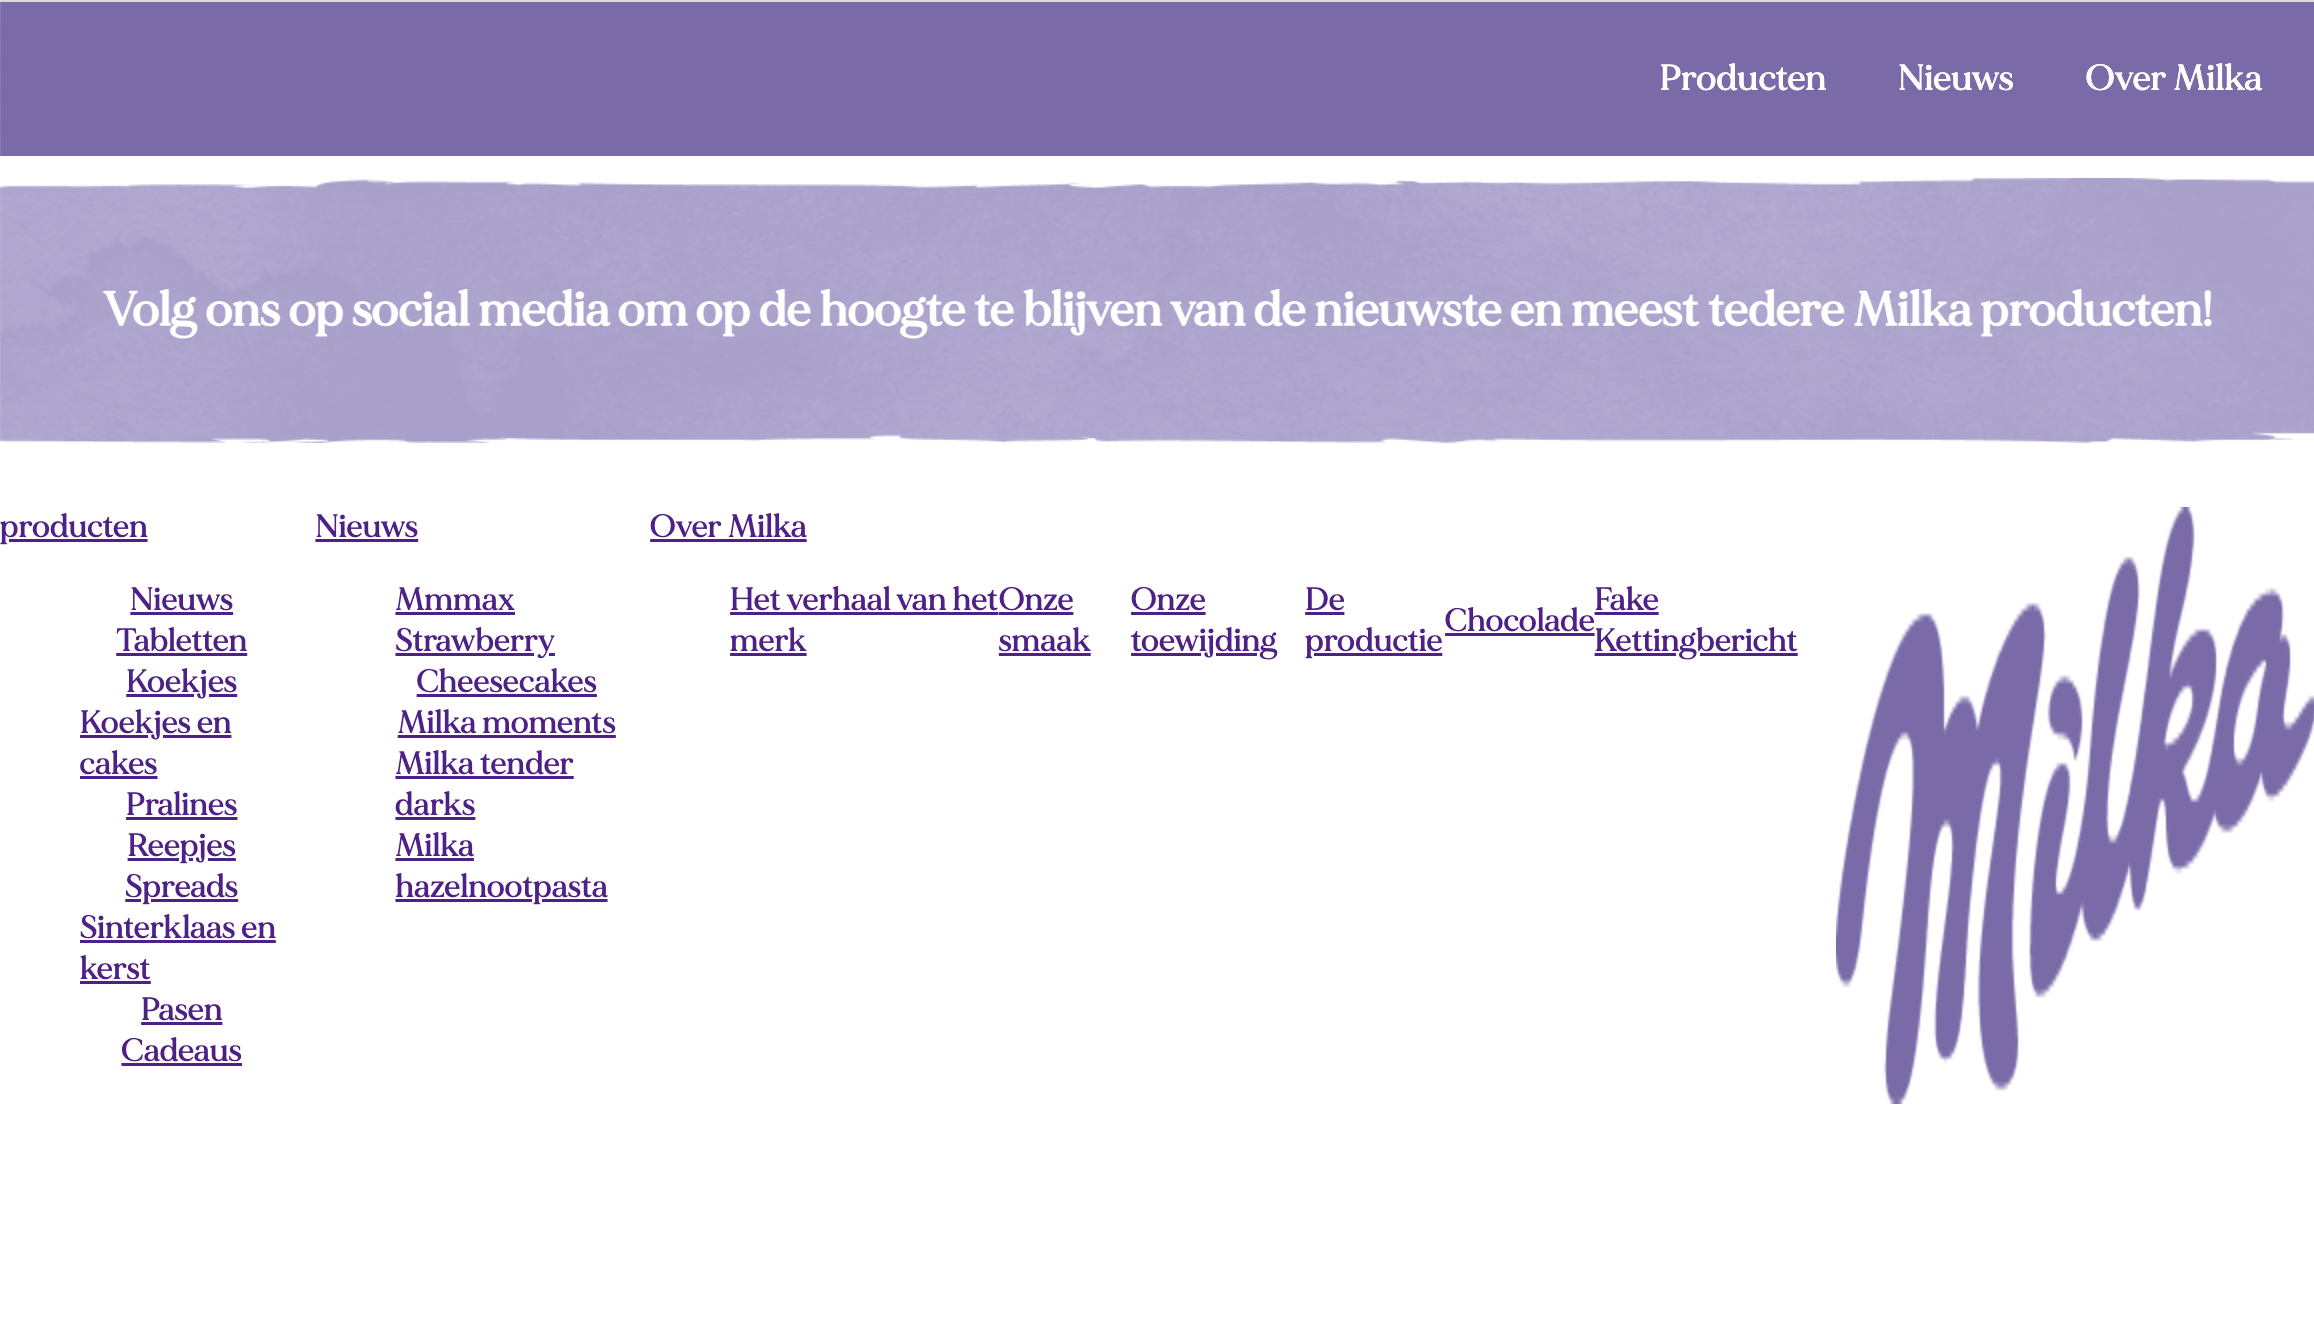 Producten Nieuws Over Milka
Volg ons op social media om op de hoogte te blijven van de nieuwste en meest tedere Milka producten!
producten
Nieuws
Tabletten
Koekjes
Koekjes en
cakes
Pralines
Reepjes
Spreads
Sinterklaas en
kerst
Pasen
Cadeaus
Nieuws
Mmmax
Strawberry
Cheesecakes
Milka moments
Milka tender
darks
Milka
hazelnootpasta
Over Milka
Het verhaal van het
merk
Onze
smaak
Onze
toewijding
De
productie
Chocolade
Fake
Kettingbericht
Milka